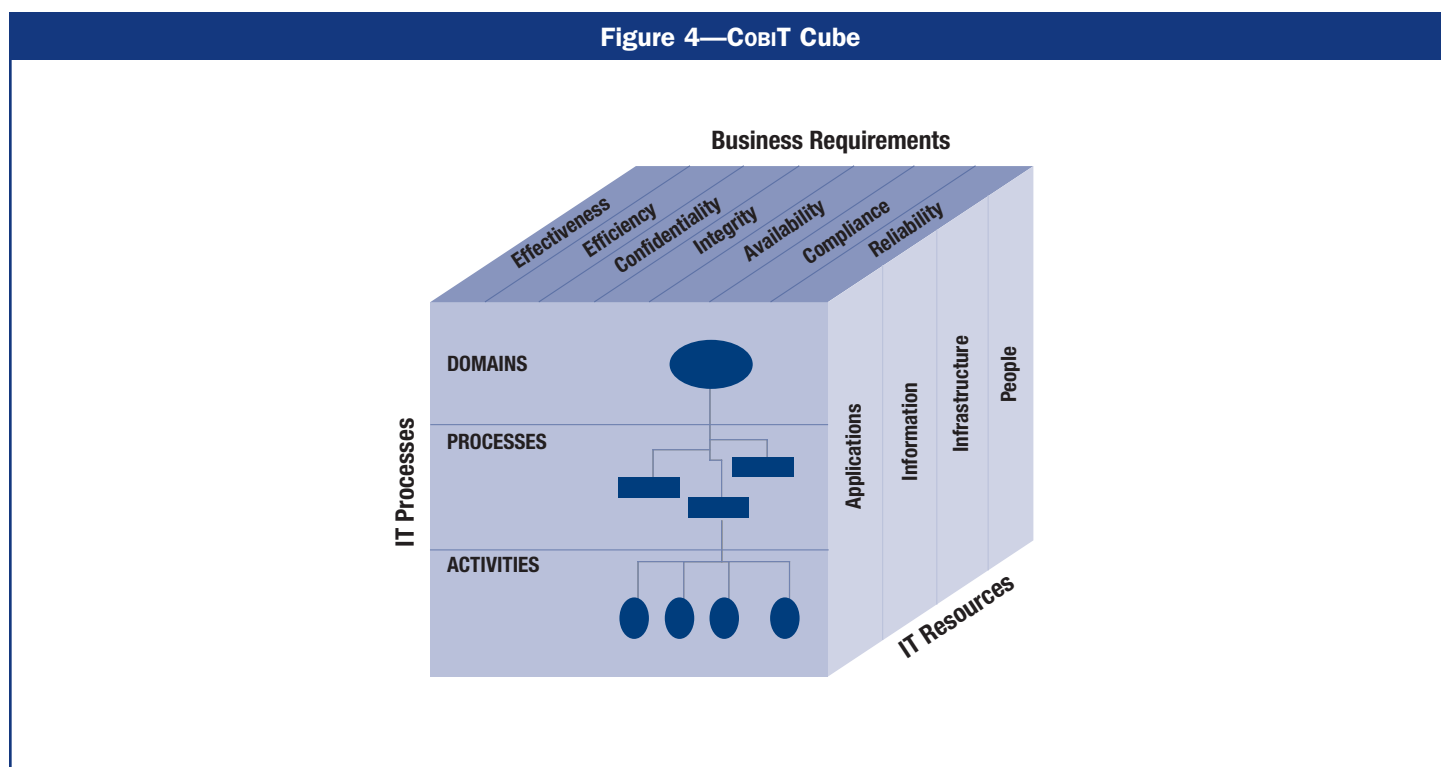 Figure 4—COBIT Cube
Business Requirements
Effectiveness
Efficiency
Confidentiality
Integrity
Availability
Compliance
Reliability
IT Processes
DOMAINS
PROCESSES
ACTIVITIES
Applications
Information
Infrastructure
People
IT Resources